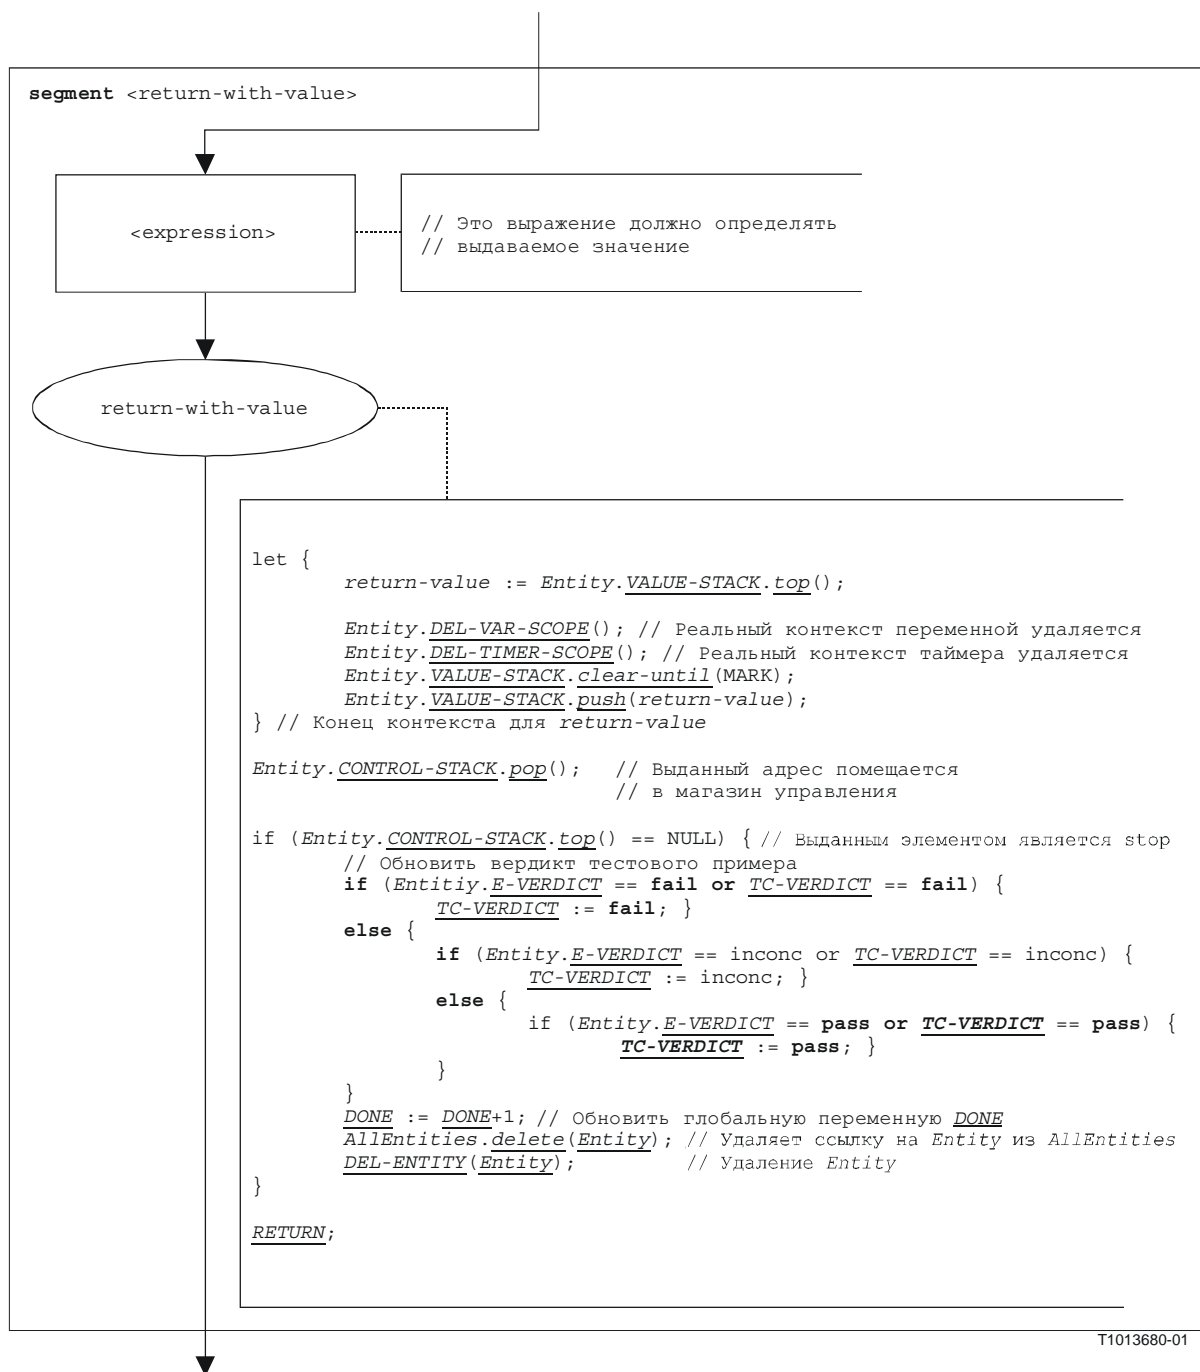 segment <return-with-value>
<expression>
// Это выражение должно определять
// выдаваемое значение
return-with-value
let {
return-value := Entity.VALUE-STACK.top();
Entity.DEL-VAR-SCOPE(); // Реальный контекст переменной удаляется
Entity.DEL-TIMER-SCOPE(); // Реальный контекст таймера удаляется
Entity.VALUE-STACK.clear-until(MARK);
Entity.VALUE-STACK.push(return-value);
} // Конец контекста для return-value
Entity.CONTROL-STACK.pop(); // Выданный адрес помещается
// в магазин управления
if (Entity.CONTROL-STACK.top() == NULL) { // Выданным элементом является stop
// Обновить вердикт тестового примера
if (Entitiy.E-VERDICT == fail or TC-VERDICT == fail) {
TC-VERDICT := fail; }
else {
if (Entity.E-VERDICT == inconc or TC-VERDICT == inconc) {
TC-VERDICT := inconc; }
else {
if (Entity.E-VERDICT == pass or TC-VERDICT == pass) {
TC-VERDICT := pass; }
}
}
DONE := DONE+1; // Обновить глобальную переменную DONE
AllEntities.delete(Entity); // Удаляет ссылку на Entity из AllEntities
DEL-ENTITY(Entity); // Удаление Entity
}
RETURN;
T1013680-01